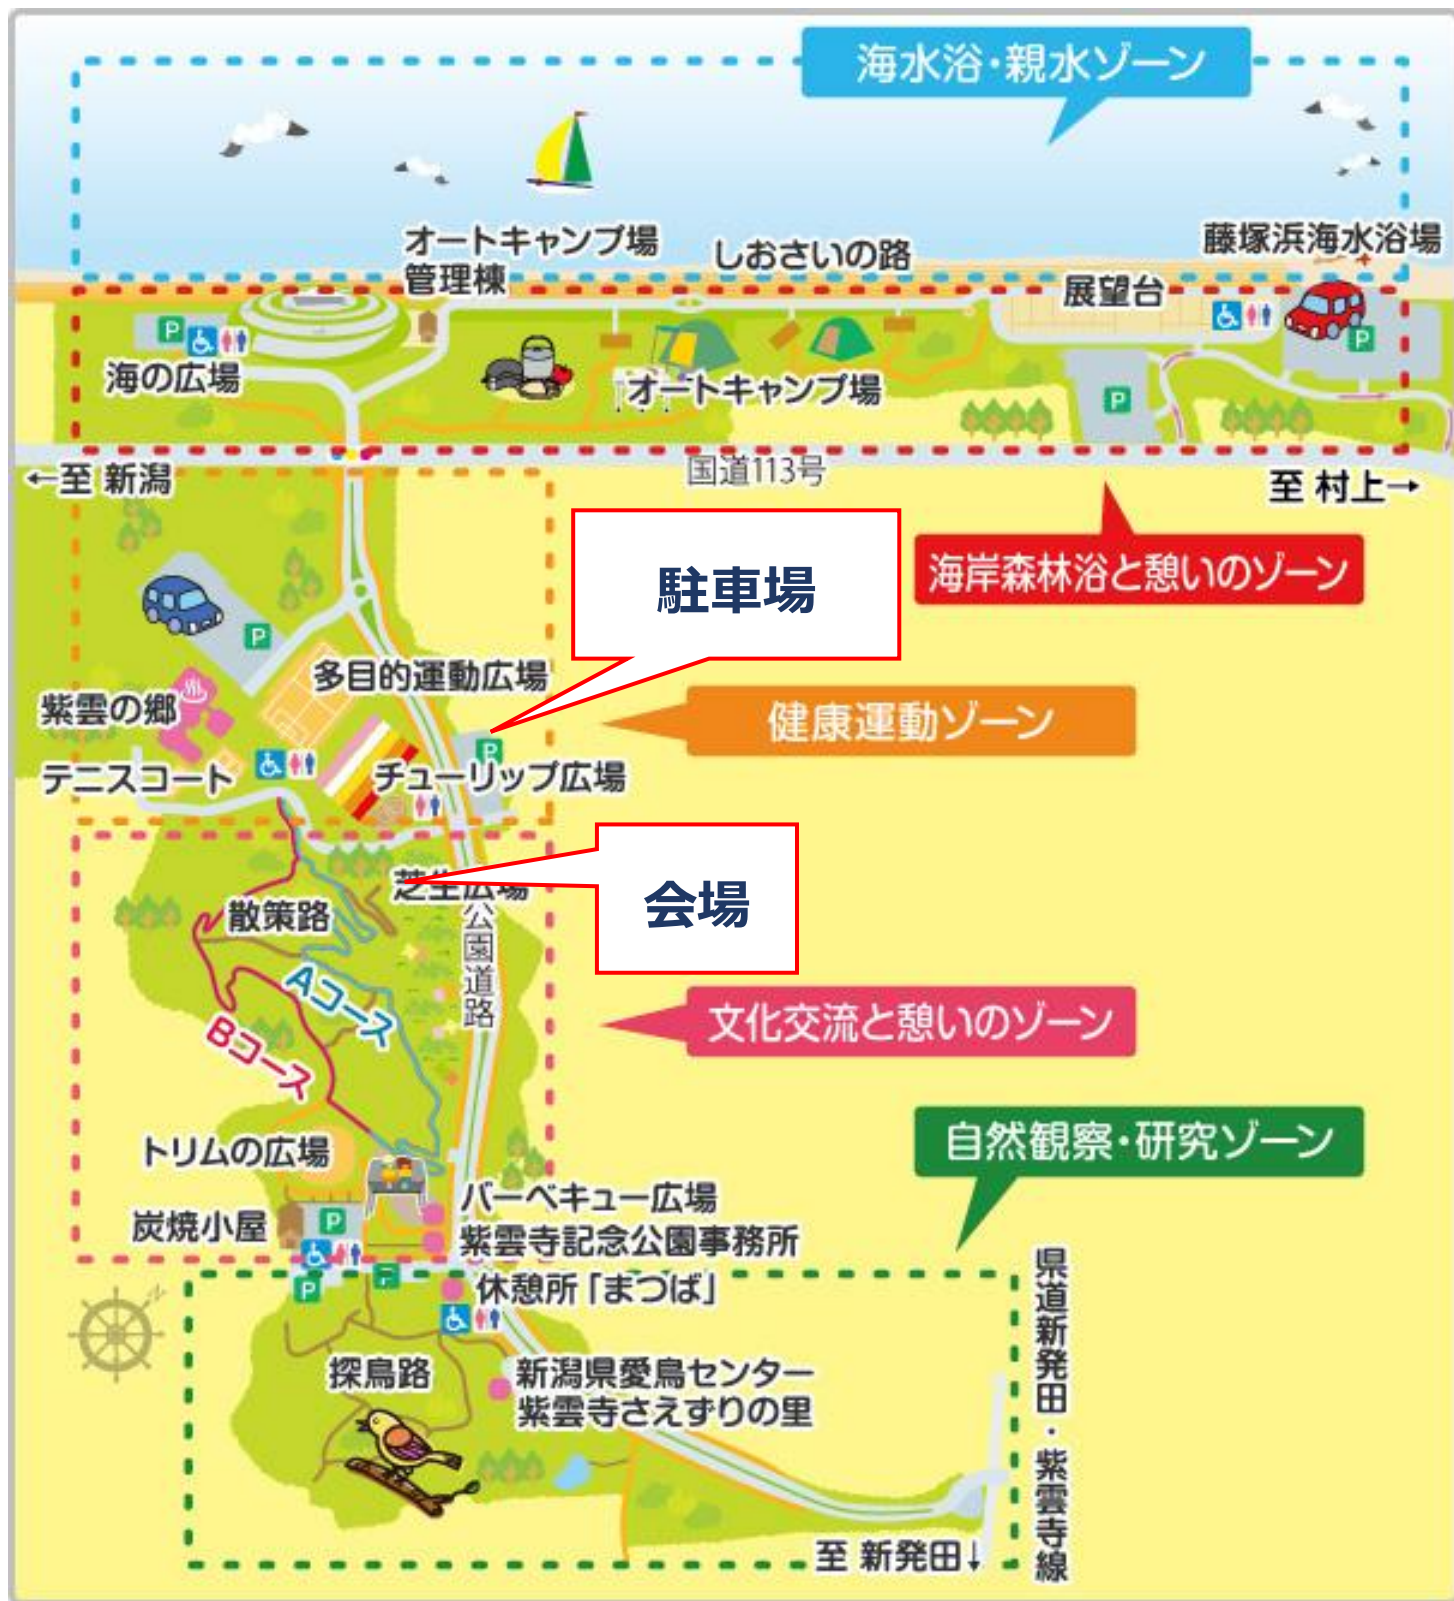 海水浴・親水ゾーン
オートキャンプ場
管理棟
しおさいの路
藤塚浜海水浴場
展望台
P
P
海の広場
オートキャンプ場
P
国道113号
←至 新潟
至 村上→
駐車場
海岸森林浴と憩いのゾーン
P
多目的運動広場
紫雲の郷
健康運動ゾーン
P
テニスコート
チューリップ広場
芝生広場
会場
散策路
公園道路
Aコース
Bコース
文化交流と憩いのゾーン
自然観察・研究ゾーン
トリムの広場
バーベキュー広場
炭焼小屋
P
紫雲寺記念公園事務所
P
P
休憩所「まつば」
県道新発田・紫雲寺線
探鳥路
新潟県愛鳥センター
紫雲寺さえずりの里
至 新発田↓